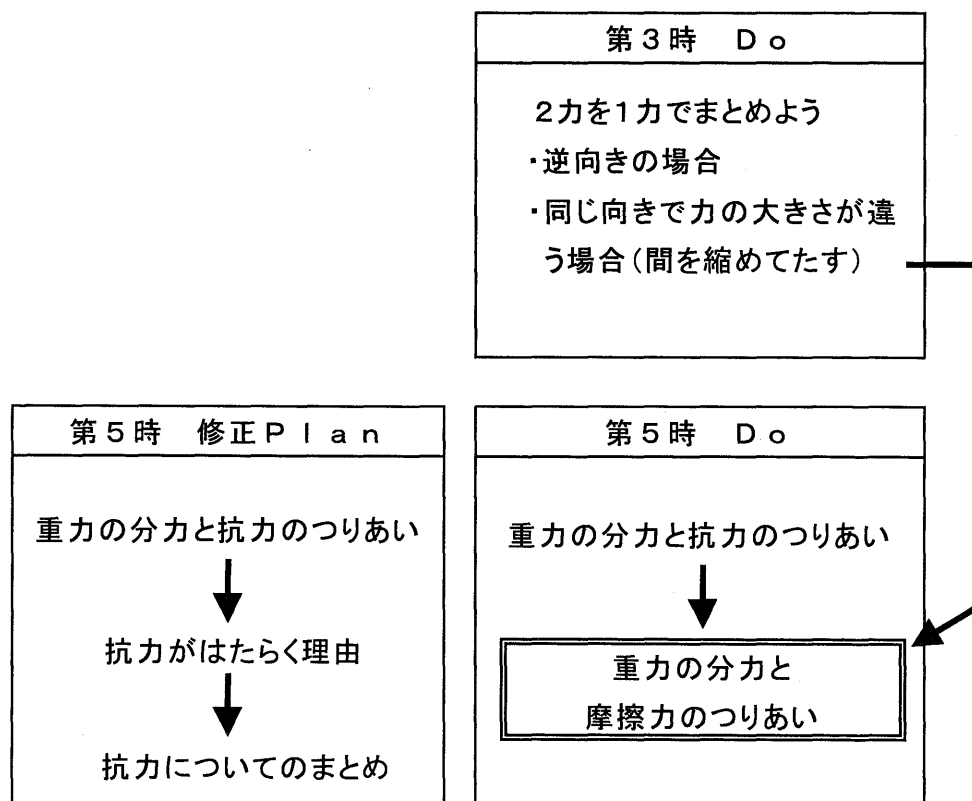 第３時　Ｄｏ
２力を１力でまとめよう
・逆向きの場合
・同じ向きで力の大きさが違
う場合（間を縮めてたす）
第５時　修正Ｐｌａｎ
重力の分力と抗力のつりあい
抗力がはたらく理由
抗力についてのまとめ
第５時　Ｄｏ
重力の分力と抗力のつりあい
重力の分力と
摩擦力のつりあい